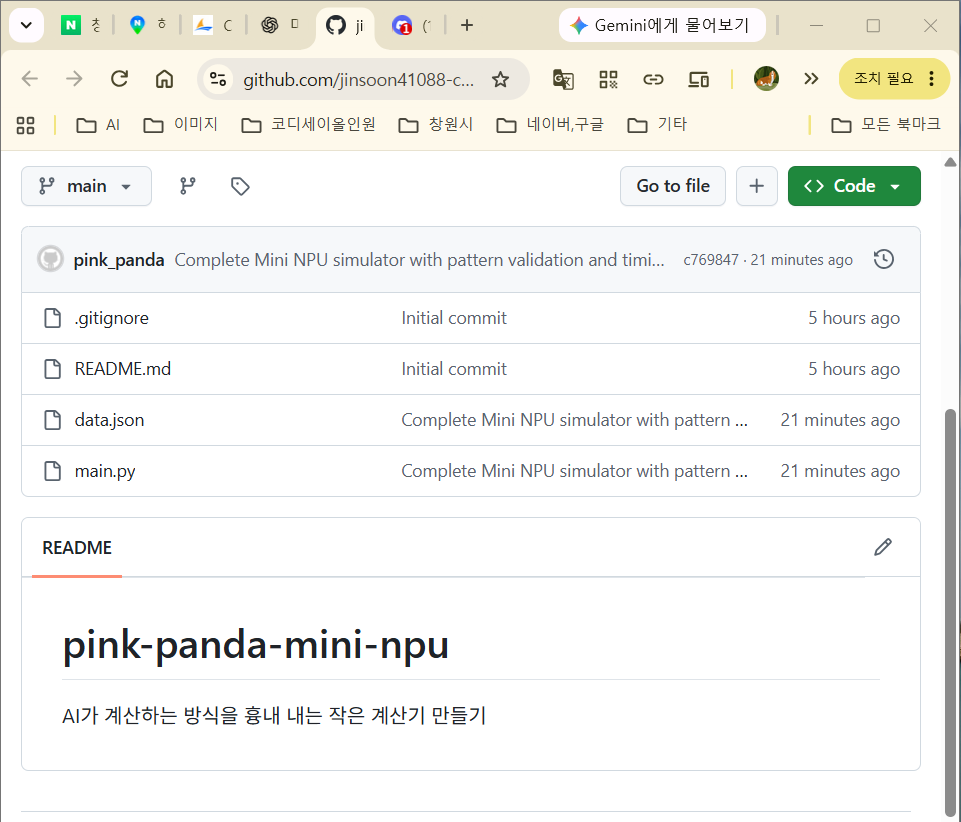 N
N
C
ji
1
Gemini에게 물어보기
github.com/jinsoon41088-c...
조치 필요
AI
이미지
코디세이올인원
창원시
네이버,구글
기타
모든 북마크
main
Go to file
+
<> Code
pink_panda Complete Mini NPU simulator with pattern validation and timi... c769847 · 21 minutes ago
.gitignore Initial commit 5 hours ago
README.md Initial commit 5 hours ago
data.json Complete Mini NPU simulator with pattern ... 21 minutes ago
main.py Complete Mini NPU simulator with pattern ... 21 minutes ago
README
pink-panda-mini-npu
AI가 계산하는 방식을 흉내 내는 작은 계산기 만들기